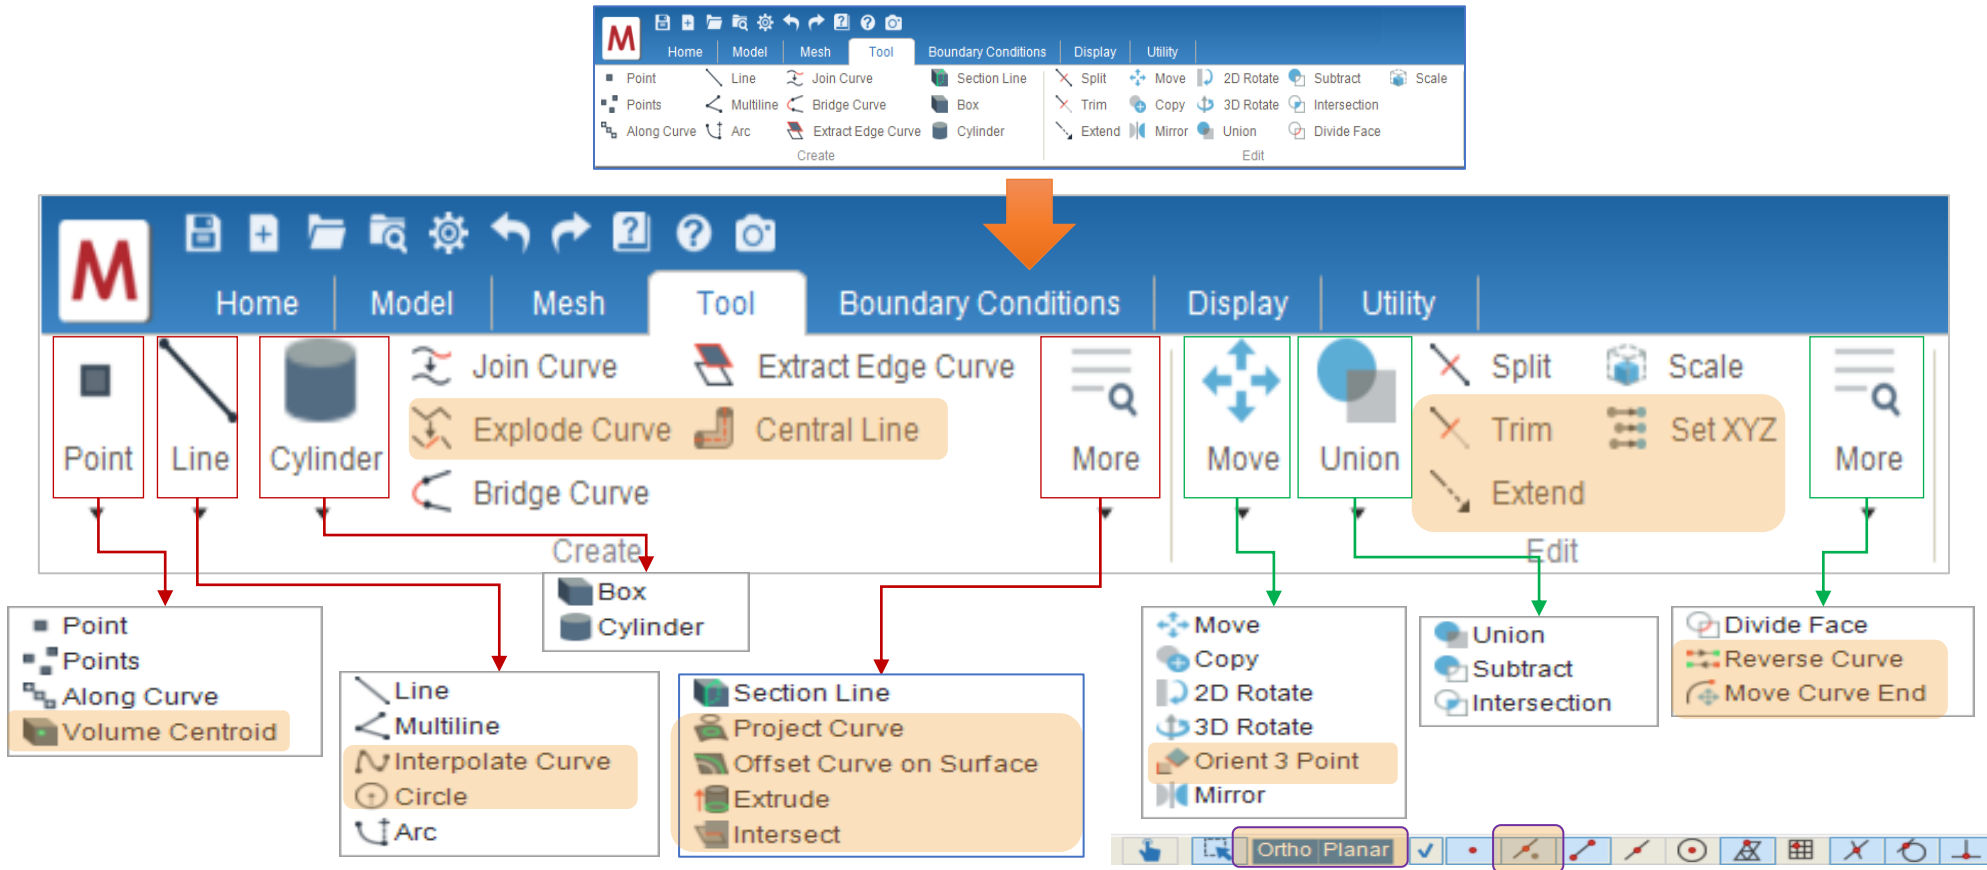 M
Home Model Mesh Tool Boundary Conditions Display Utility
Point Line Join Curve Section Line Split Move 2D Rotate Subtract Scale
Points Multiline Bridge Curve Box Trim Copy 3D Rotate Intersection
Along Curve Arc Extract Edge Curve Cylinder Extend Mirror Union Divide Face
Create Edit
M
Home Model Mesh Tool Boundary Conditions Display Utility
Join Curve Extract Edge Curve Split Scale
Explode Curve Central Line Trim Set XYZ
Point Line Cylinder More Move Union More
Bridge Curve Extend
Create Edit
Box
Cylinder
Point
Points
Along Curve
Volume Centroid
Line
Multiline
Interpolate Curve
Circle
Arc
Section Line
Project Curve
Offset Curve on Surface
Extrude
Intersect
Move
Copy
2D Rotate
3D Rotate
Orient 3 Point
Mirror
Union
Subtract
Intersection
Divide Face
Reverse Curve
Move Curve End
Ortho Planar